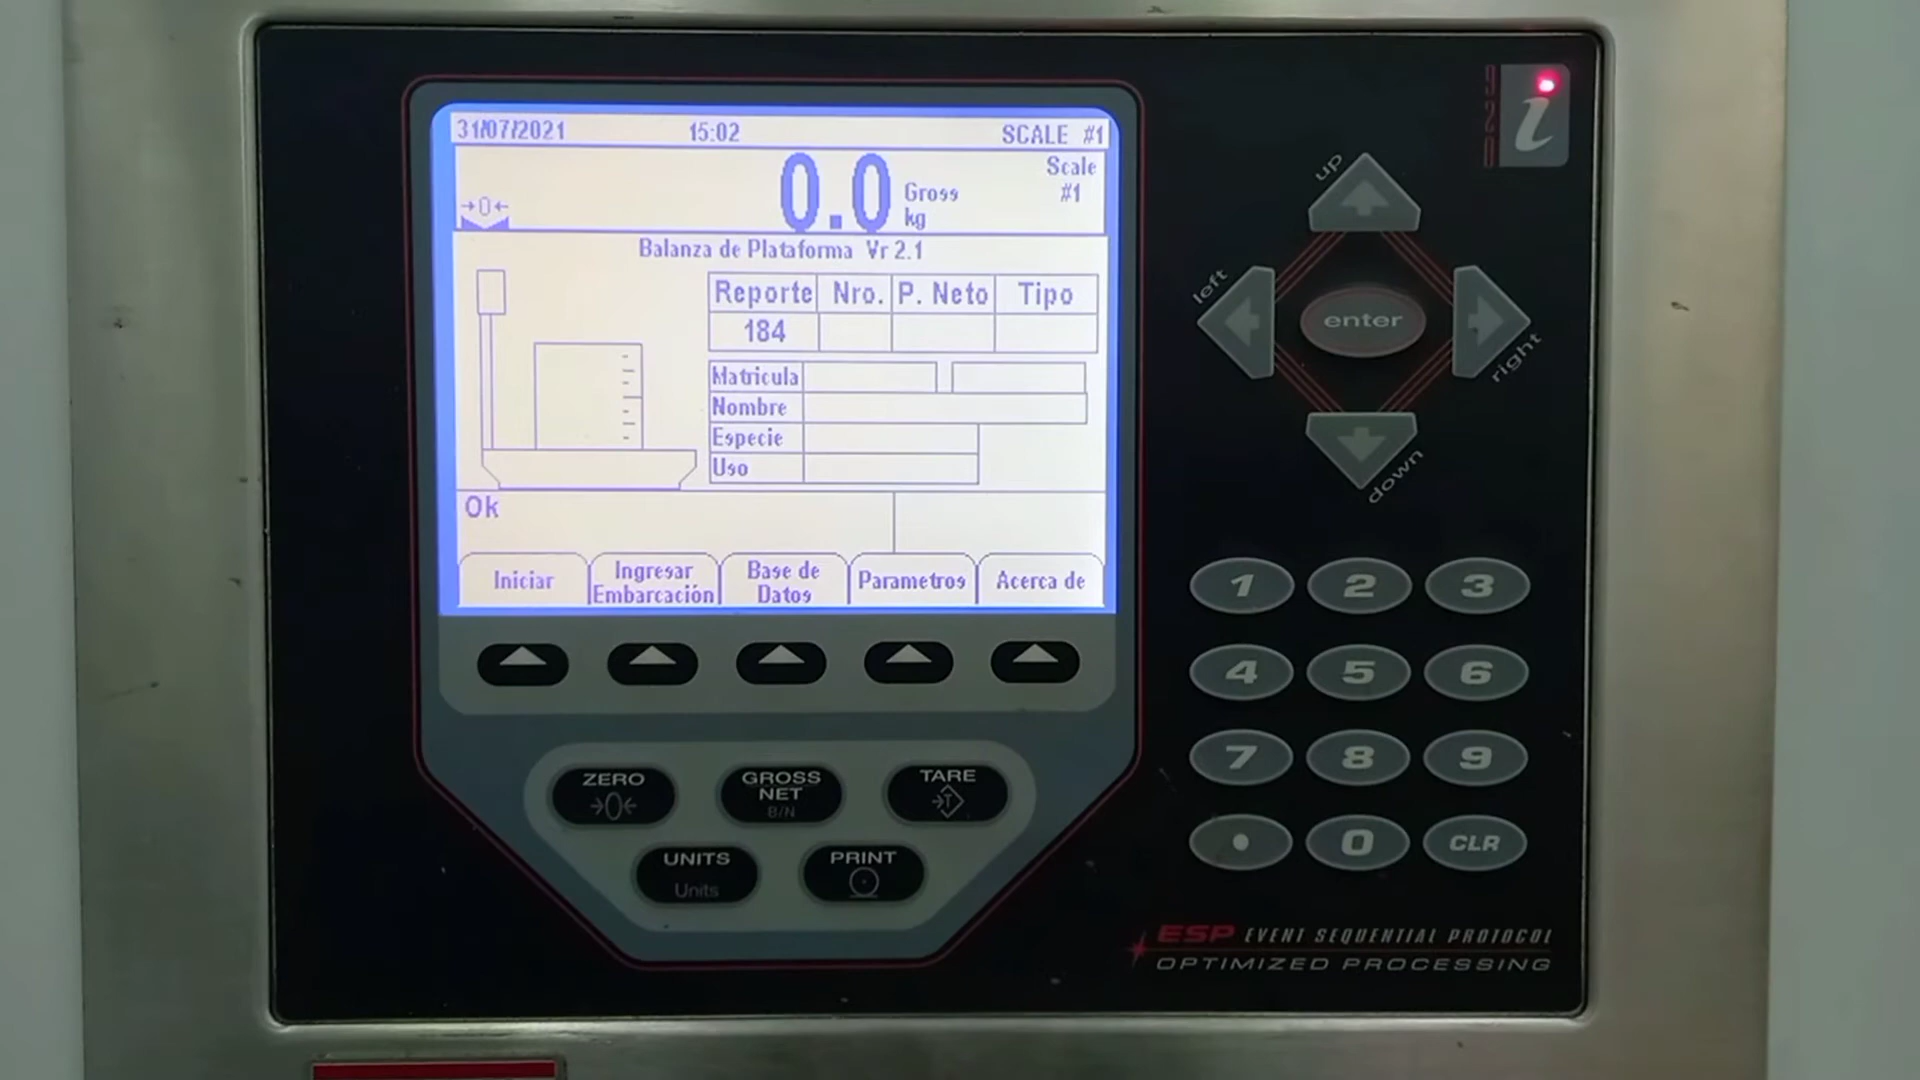 31/07/2021 15:02 SCALE #1
0.0 Gross kg
Scale #1
→0←
Balanza de Plataforma Vr 2.1
Reporte Nro. P. Neto Tipo
184
Matricula
Nombre
Especie
Uso
Ok
Iniciar
Ingresar Embarcación
Base de Datos
Parametros
Acerca de
ZERO
→0←
GROSS
NET
B/N
TARE
→T←
UNITS
Units
PRINT
i
up
left
enter
right
down
1 2 3
4 5 6
7 8 9
. 0 CLR
ESP EVENT SEQUENTIAL PROTOCOL
OPTIMIZED PROCESSING